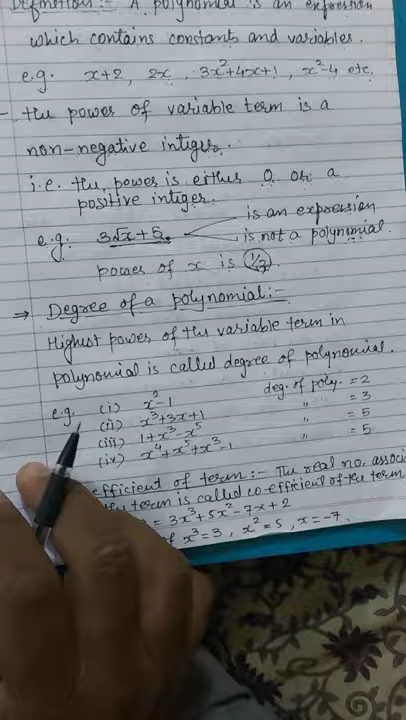 Definition:- A polynomial is an expression
which contains constants and variables.
e.g. x+2, 2x, 3x²+4x+1, x²-4 etc.
- the power of variable term is a
non-negative intiger.
i.e. the power is either 0 or a
positive intiger.
e.g. 3√x+5 is an expression
is not a polynomial.
power of x is
⇒ Degree of a polynomial:-
Highest power of the variable term in
polynomial is called degree of polynomial.
e.g. (i) x²-1 deg. of poly. = 2
(ii) x³+3x+1 " = 3
(iii) 1+x³-x⁵ " = 5
(iv) x⁴+x⁵+x³-1 " = 5
efficient of term:- The real no. associ
term is called co-efficient of the term
= 3x³+5x²-7x+2
of x³=3, x²=5, x=-7.